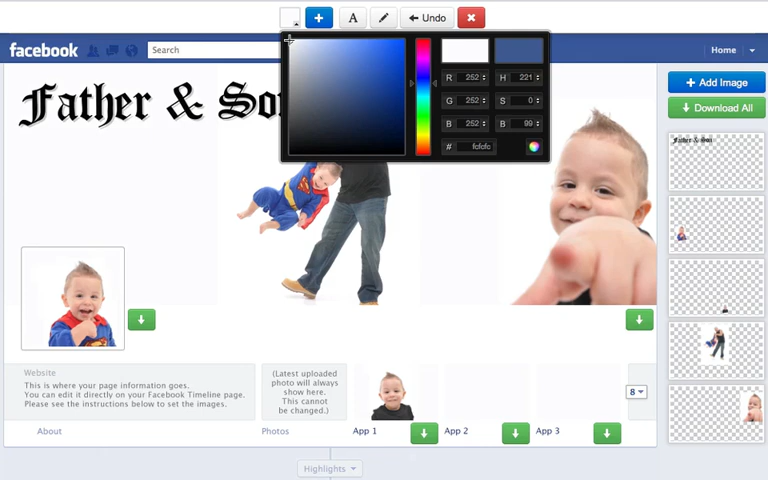 A
Undo
facebook
Search
Home
Father & Son
R 252
H 221
G 252
S 0
B 252
B 99
# fcfcfc
+ Add Image
Download All
Father & Son
Website
This is where your page information goes.
You can edit it directly on your Facebook Timeline page.
Please see the instructions below to set the images.
(Latest uploaded
photo will always
show here.
This cannot
be changed.)
8
About
Photos
App 1
App 2
App 3
Highlights